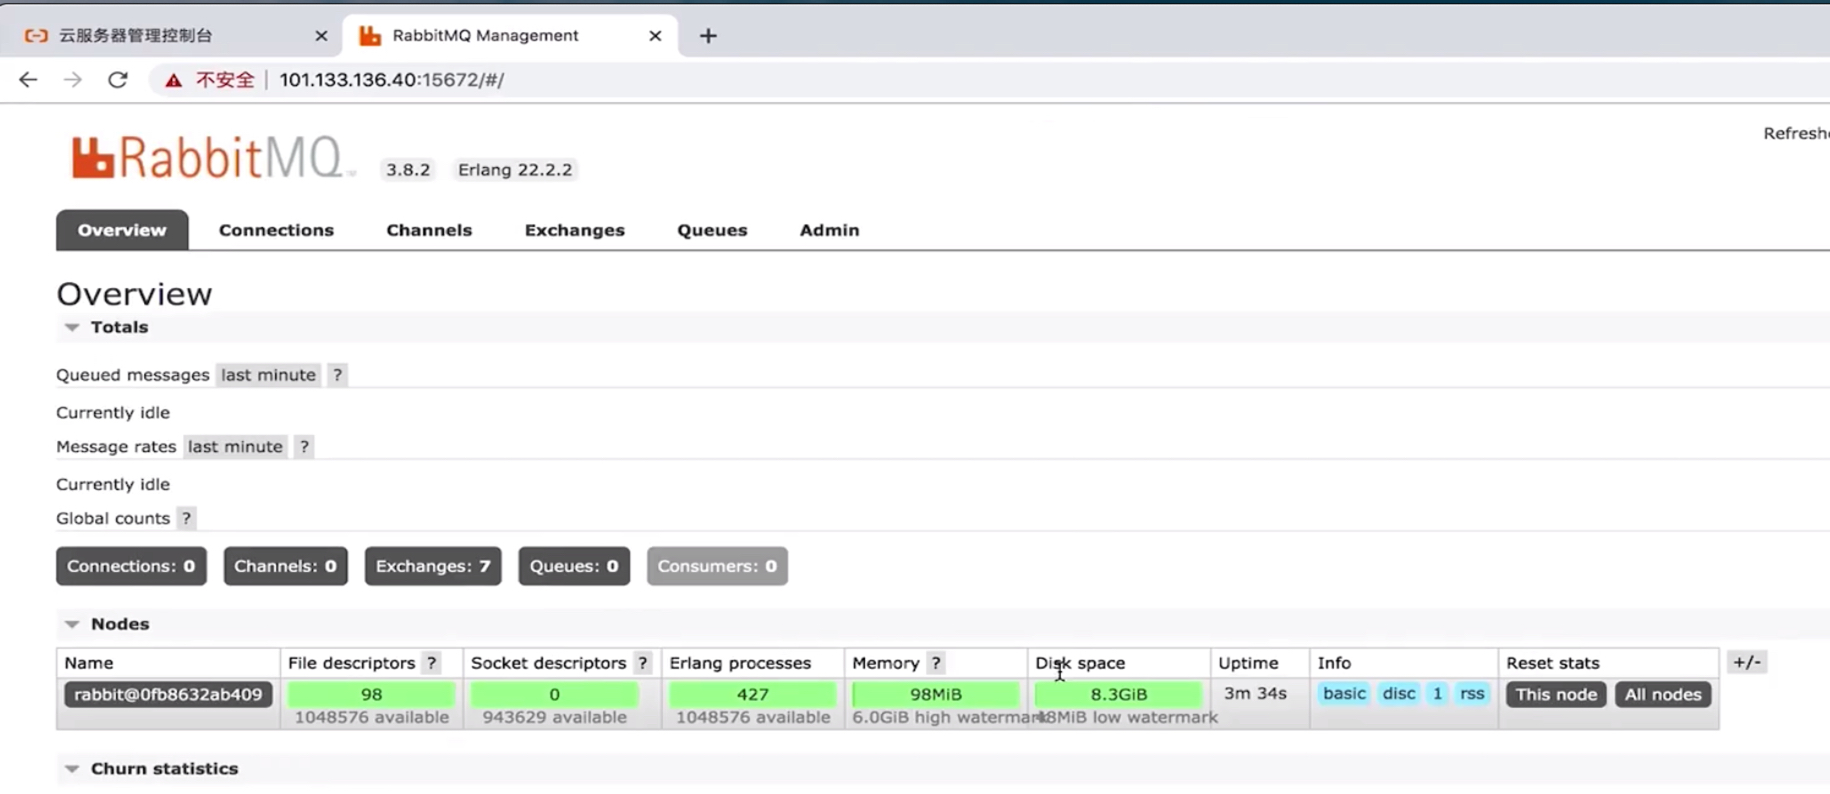 云服务器管理控制台 RabbitMQ Management
不安全 101.133.136.40:15672/#/
Refreshe
RabbitMQ 3.8.2 Erlang 22.2.2
Overview Connections Channels Exchanges Queues Admin
Overview
Totals
Queued messages last minute ?
Currently idle
Message rates last minute ?
Currently idle
Global counts ?
Connections: 0 Channels: 0 Exchanges: 7 Queues: 0 Consumers: 0
Nodes
Name File descriptors ? Socket descriptors ? Erlang processes Memory ? Disk space Uptime Info Reset stats +/-
rabbit@0fb8632ab409 98 0 427 98MiB 8.3GiB 3m 34s basic disc 1 rss This node All nodes
1048576 available 943629 available 1048576 available 6.0GiB high watermark 48MiB low watermark
Churn statistics